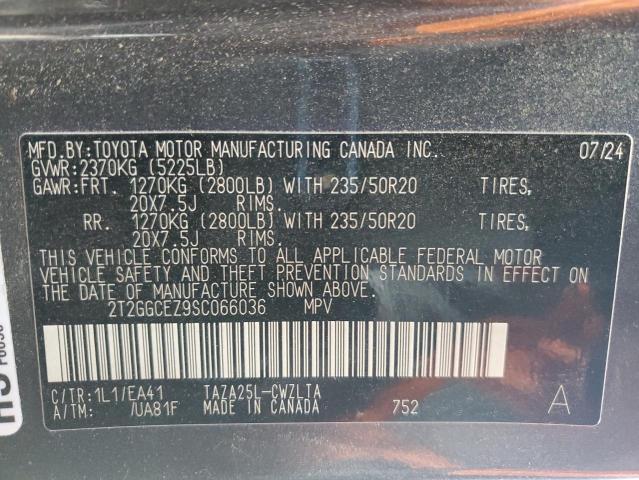 MFD.BY:TOYOTA MOTOR MANUFACTURING CANADA INC. 07/24
GVWR:2370KG (5225LB)
GAWR:FRT. 1270KG (2800LB) WITH 235/50R20 TIRES,
20X7.5J RIMS.
RR. 1270KG (2800LB) WITH 235/50R20 TIRES,
20X7.5J RIMS.
THIS VEHICLE CONFORMS TO ALL APPLICABLE FEDERAL MOTOR
VEHICLE SAFETY AND THEFT PREVENTION STANDARDS IN EFFECT ON
THE DATE OF MANUFACTURE SHOWN ABOVE.
2T2GGCEZ9SC066036 MPV
C/TR:1L1/EA41 TAZA25L-CWZLTA
A/TM: /UA81F MADE IN CANADA 752 A